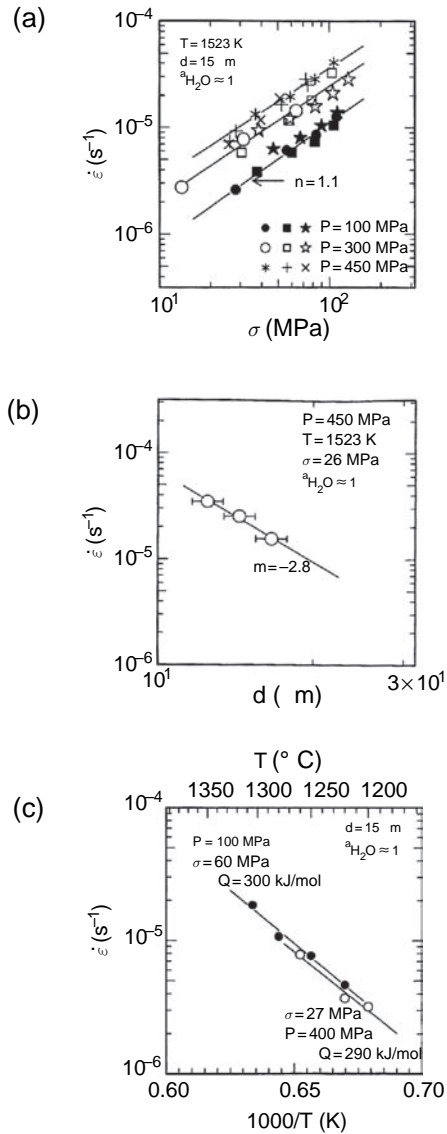 (a)
T = 1523 K
d = 15 m
ᵃH₂O ≈ 1
ε̇ (s⁻¹)
10⁻⁴
10⁻⁵
10⁻⁶
n = 1.1
P = 100 MPa
P = 300 MPa
P = 450 MPa
10¹
10²
σ (MPa)
(b)
P = 450 MPa
T = 1523 K
σ = 26 MPa
ᵃH₂O ≈ 1
ε̇ (s⁻¹)
10⁻⁴
10⁻⁵
10⁻⁶
m = −2.8
10¹
3 × 10¹
d ( m)
(c)
T (° C)
1300
1250
1200
P = 100 MPa
σ = 60 MPa
Q = 300 kJ/mol
d = 15 m
ᵃH₂O ≈ 1
ε̇ (s⁻¹)
10⁻⁴
10⁻⁵
10⁻⁶
σ = 27 MPa
P = 400 MPa
Q = 290 kJ/mol
0.60
0.65
0.70
1000/T (K)